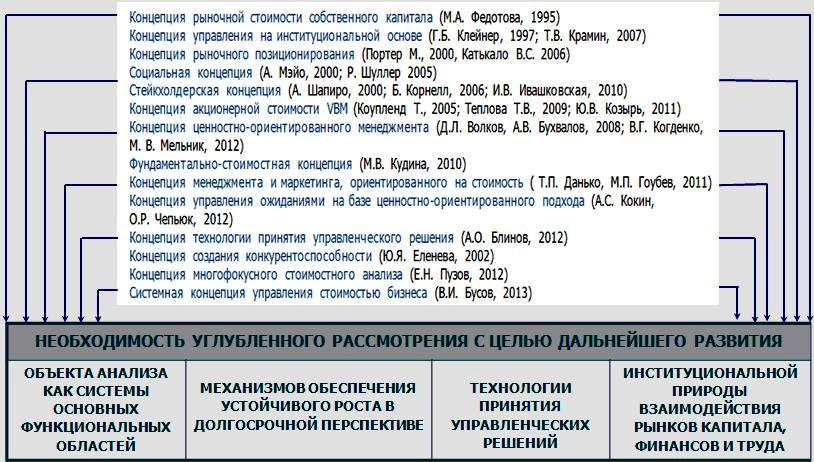 Концепция рыночной стоимости собственного капитала (М.А. Федотова, 1995)
Концепция управления на институциональной основе (Г.Б. Клейнер, 1997; Т.В. Крамин, 2007)
Концепция рыночного позиционирования (Портер М., 2000, Катькало В.С. 2006)
Социальная концепция (А. Мэйо, 2000; Р. Шуллер 2005)
Стейкхолдерская концепция (А. Шапиро, 2000; Б. Корнелл, 2006; И.В. Ивашковская, 2010)
Концепция акционерной стоимости VBM (Коупленд Т., 2005; Теплова Т.В., 2009; Ю.В. Козырь, 2011)
Концепция ценностно-ориентированного менеджмента (Д.Л. Волков, А.В. Бухвалов, 2008; В.Г. Когденко,
М. В. Мельник, 2012)
Фундаментально-стоимостная концепция (М.В. Кудина, 2010)
Концепция менеджмента и маркетинга, ориентированного на стоимость ( Т.П. Данько, М.П. Гоубев, 2011)
Концепция управления ожиданиями на базе ценностно-ориентированного подхода (А.С. Кокин,
О.Р. Чепьюк, 2012)
Концепция технологии принятия управленческого решения (А.О. Блинов, 2012)
Концепция создания конкурентоспособности (Ю.Я. Еленева, 2002)
Концепция многофокусного стоимостного анализа (Е.Н. Пузов, 2012)
Системная концепция управления стоимостью бизнеса (В.И. Бусов, 2013)
НЕОБХОДИМОСТЬ УГЛУБЛЕННОГО РАССМОТРЕНИЯ С ЦЕЛЬЮ ДАЛЬНЕЙШЕГО РАЗВИТИЯ
ОБЪЕКТА АНАЛИЗА
КАК СИСТЕМЫ
ОСНОВНЫХ
ФУНКЦИОНАЛЬНЫХ
ОБЛАСТЕЙ
МЕХАНИЗМОВ ОБЕСПЕЧЕНИЯ
УСТОЙЧИВОГО РОСТА В
ДОЛГОСРОЧНОЙ ПЕРСПЕКТИВЕ
ТЕХНОЛОГИИ
ПРИНЯТИЯ
УПРАВЛЕНЧЕСКИХ
РЕШЕНИЙ
ИНСТИТУЦИОНАЛЬНОЙ
ПРИРОДЫ
ВЗАИМОДЕЙСТВИЯ
РЫНКОВ КАПИТАЛА,
ФИНАНСОВ И ТРУДА